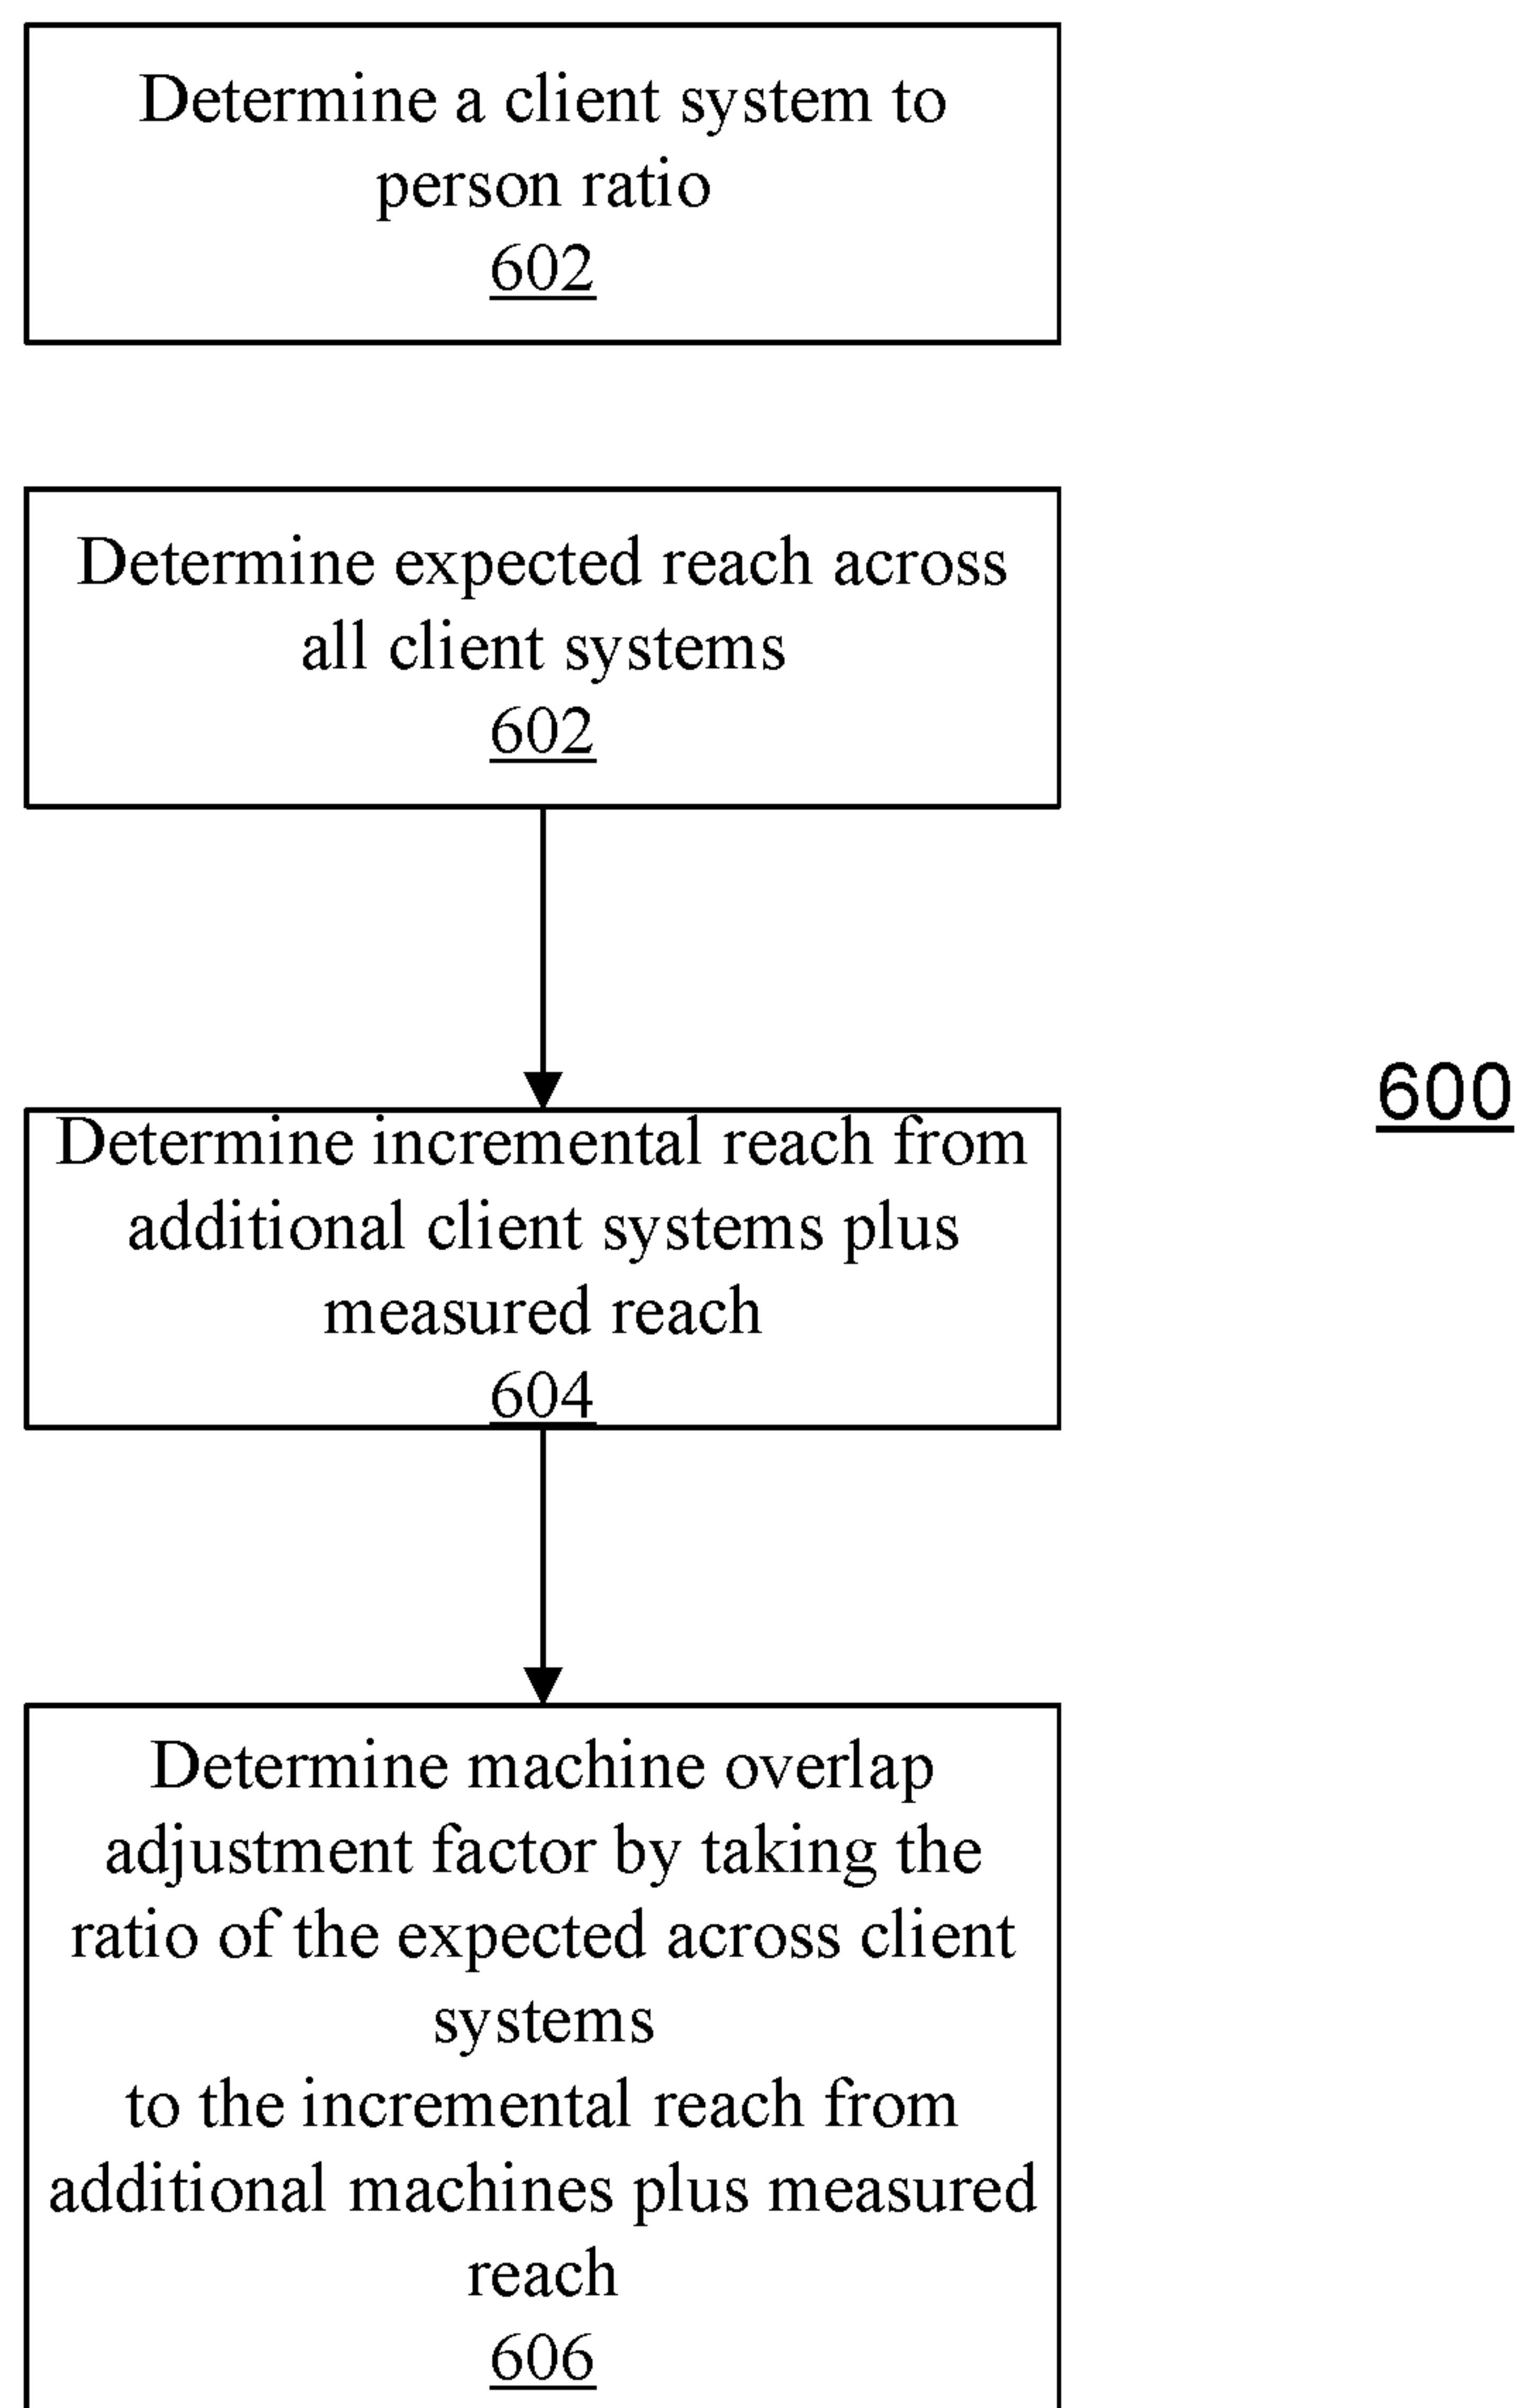 Determine a client system to
person ratio
602
Determine expected reach across
all client systems
602
600
Determine incremental reach from
additional client systems plus
measured reach
604
Determine machine overlap
adjustment factor by taking the
ratio of the expected across client
systems
to the incremental reach from
additional machines plus measured
reach
606